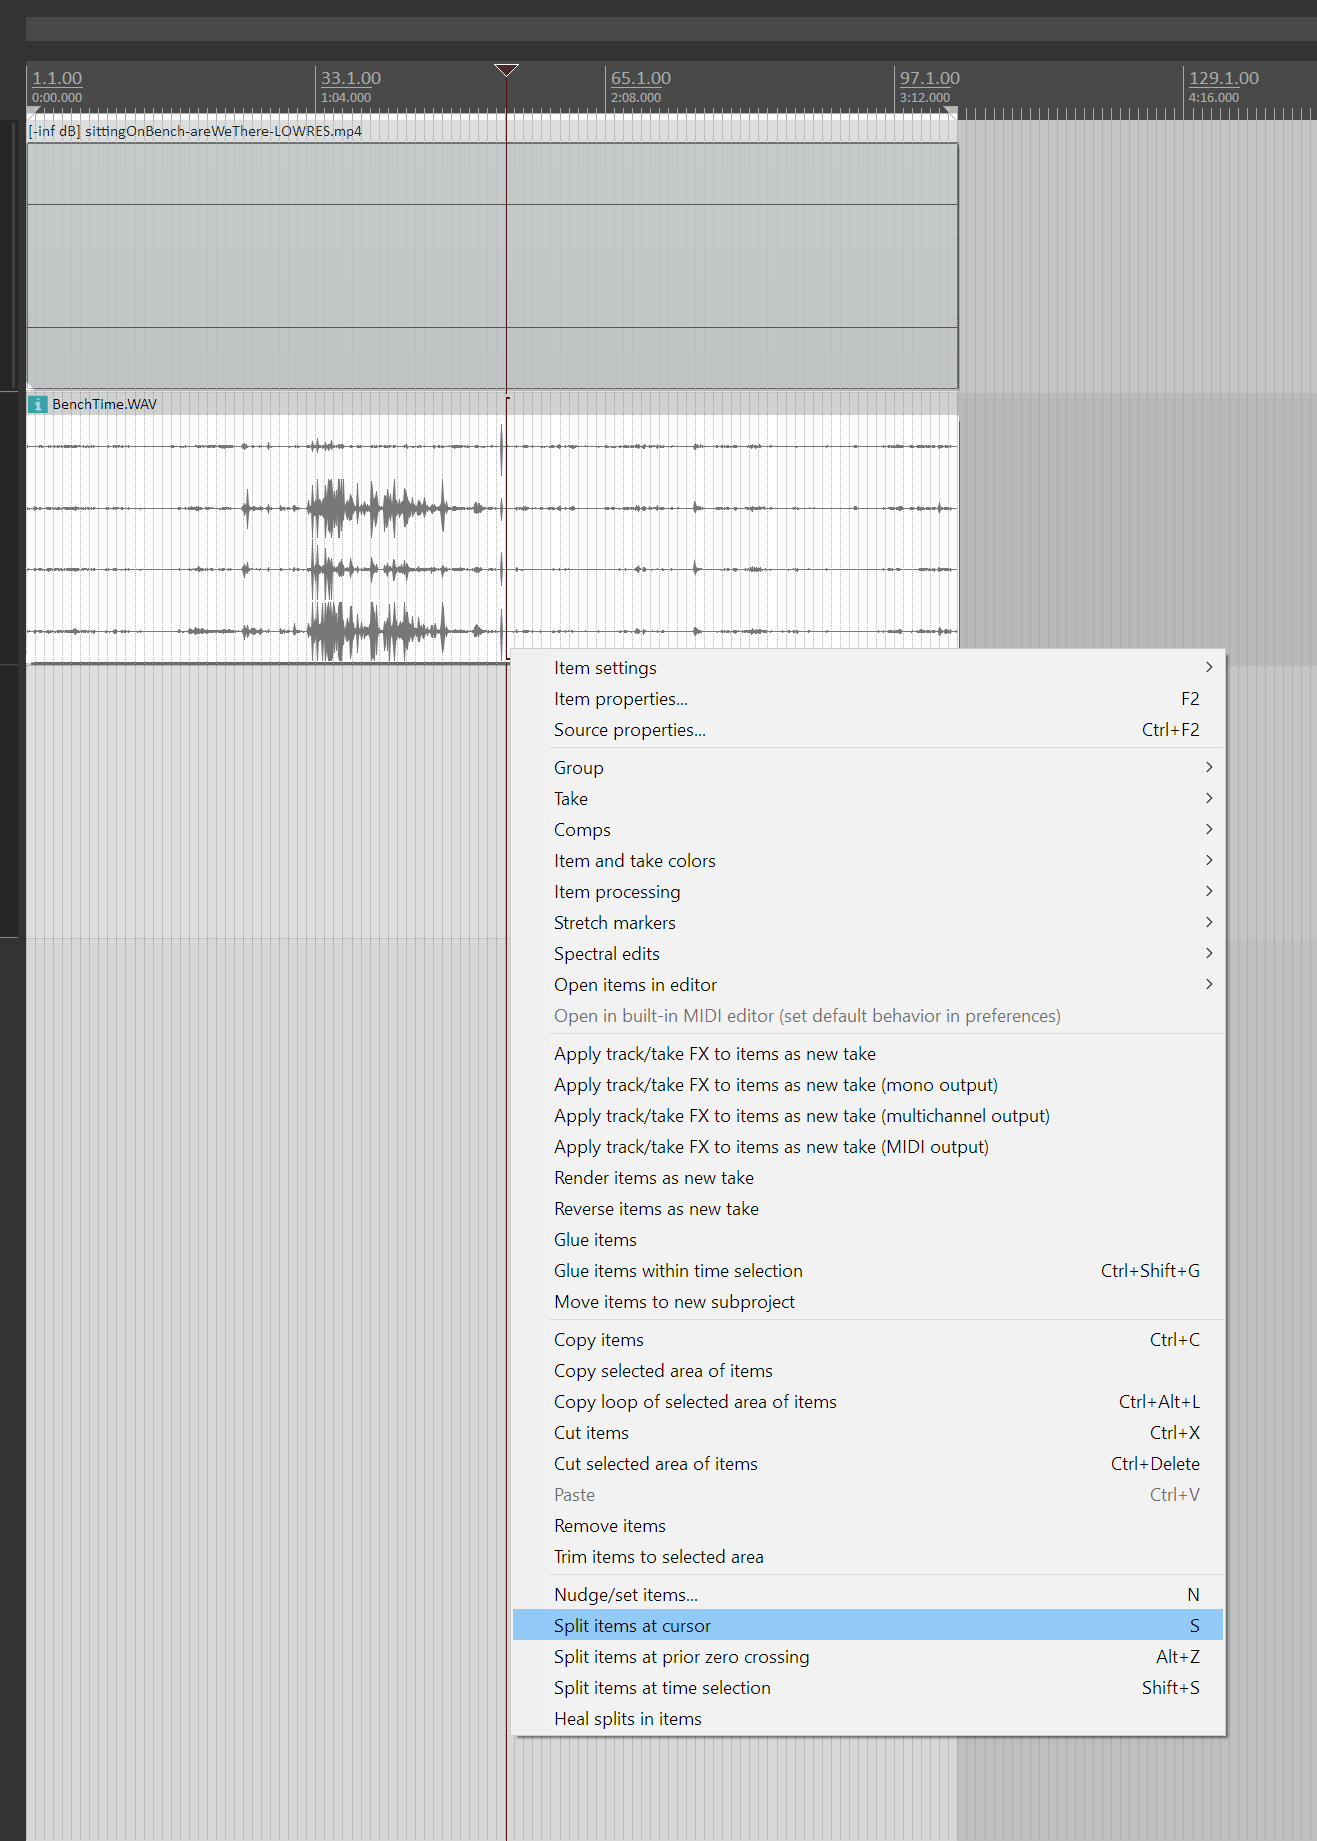 1.1.00 33.1.00 65.1.00 97.1.00 129.1.00
0:00.000 1:04.000 2:08.000 3:12.000 4:16.000
[-inf dB] sittingOnBench-areWeThere-LOWRES.mp4
i BenchTime.WAV
Item settings
Item properties... F2
Source properties... Ctrl+F2
Group
Take
Comps
Item and take colors
Item processing
Stretch markers
Spectral edits
Open items in editor
Open in built-in MIDI editor (set default behavior in preferences)
Apply track/take FX to items as new take
Apply track/take FX to items as new take (mono output)
Apply track/take FX to items as new take (multichannel output)
Apply track/take FX to items as new take (MIDI output)
Render items as new take
Reverse items as new take
Glue items
Glue items within time selection Ctrl+Shift+G
Move items to new subproject
Copy items Ctrl+C
Copy selected area of items
Copy loop of selected area of items Ctrl+Alt+L
Cut items Ctrl+X
Cut selected area of items Ctrl+Delete
Paste Ctrl+V
Remove items
Trim items to selected area
Nudge/set items... N
Split items at cursor S
Split items at prior zero crossing Alt+Z
Split items at time selection Shift+S
Heal splits in items